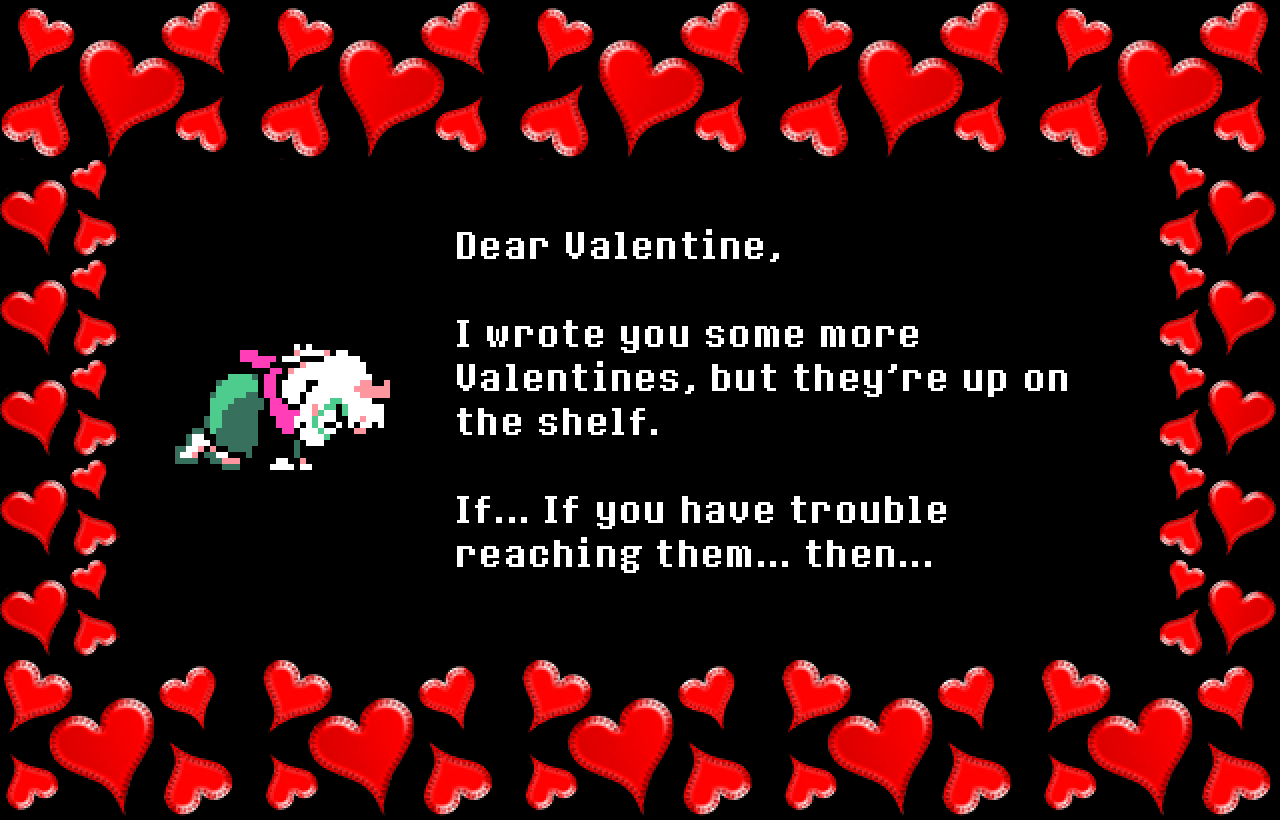 Dear Valentine,
I wrote you some more
Valentines, but they're up on
the shelf.
If... If you have trouble
reaching them... then...